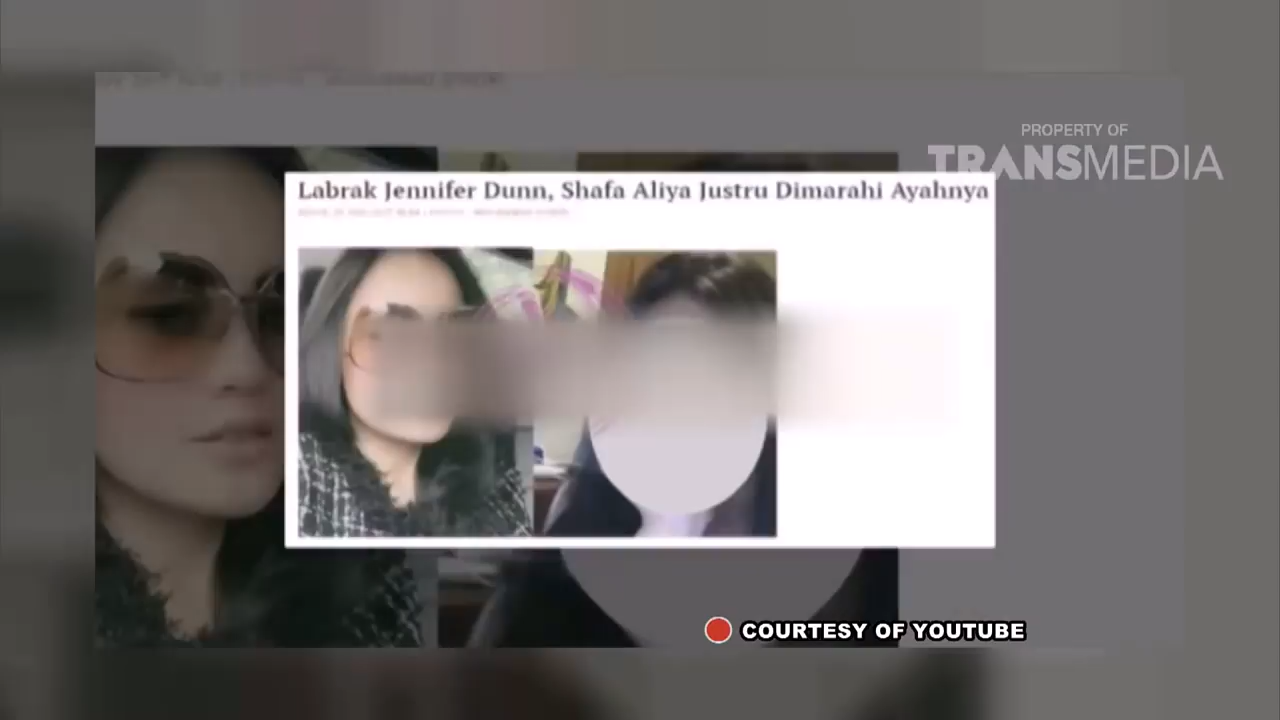 PROPERTY OF
TRANSMEDIA
Labrak Jennifer Dunn, Shafa Aliya Justru Dimarahi Ayahnya
COURTESY OF YOUTUBE